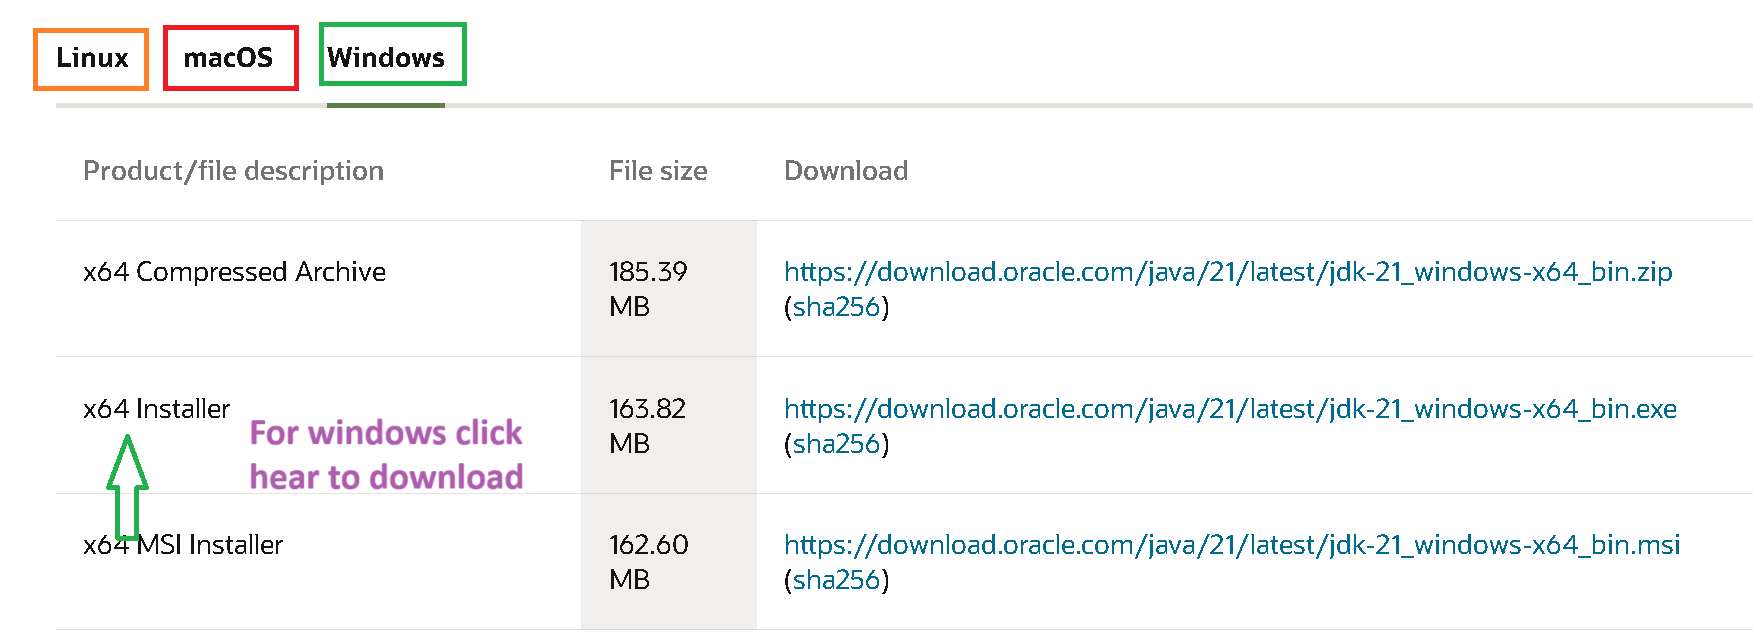 Linux macOS Windows
Product/file description File size Download
x64 Compressed Archive 185.39 MB https://download.oracle.com/java/21/latest/jdk-21_windows-x64_bin.zip
(sha256)
x64 Installer 163.82 MB https://download.oracle.com/java/21/latest/jdk-21_windows-x64_bin.exe
(sha256)
For windows click
hear to download
x64 MSI Installer 162.60 MB https://download.oracle.com/java/21/latest/jdk-21_windows-x64_bin.msi
(sha256)